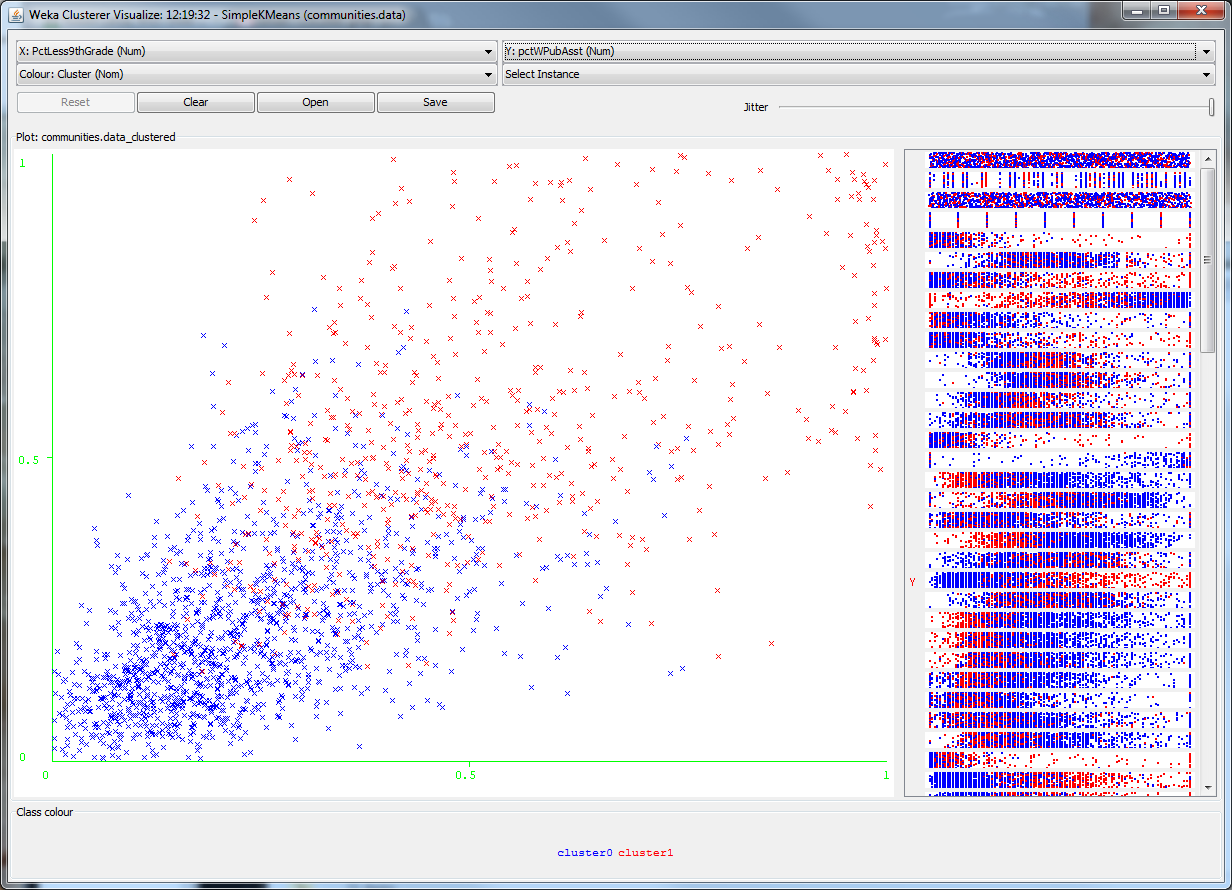 Weka Clusterer Visualize: 12:19:32 - SimpleKMeans (communities.data)
X: PctLess9thGrade (Num) Y: pctWPubAsst (Num)
Colour: Cluster (Nom) Select Instance
Reset Clear Open Save Jitter
Plot: communities.data_clustered
1
0.5
Y
0
0 0.5 1
Class colour
cluster0 cluster1